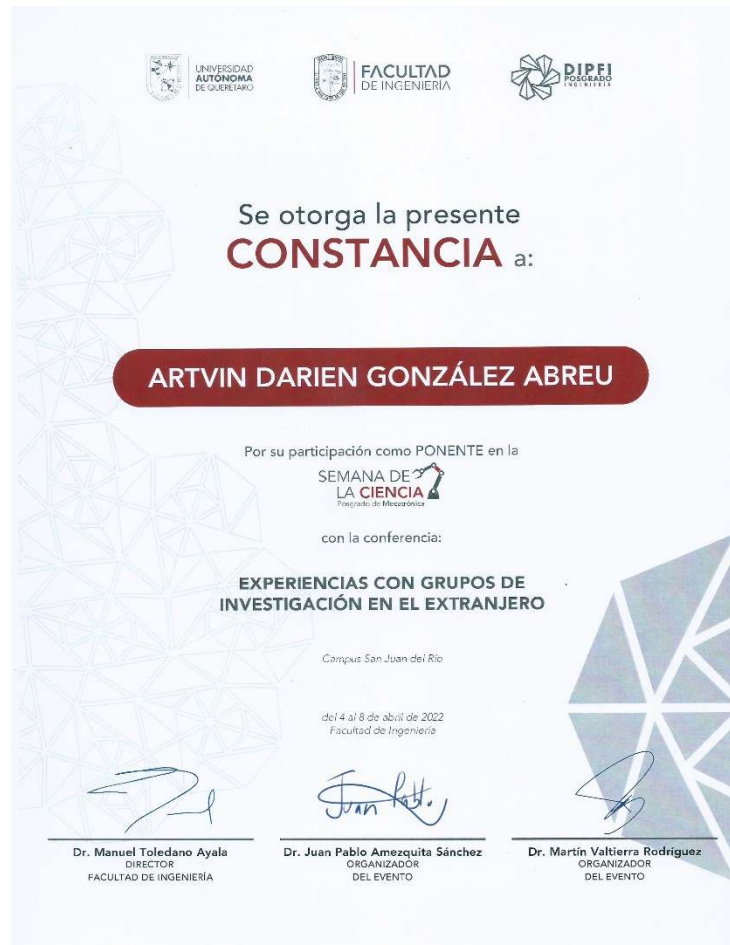 UNIVERSIDAD
AUTÓNOMA
DE QUERÉTARO
FACULTAD
DE INGENIERÍA
DIPFI
POSGRADO
INGENIERÍA
Se otorga la presente
CONSTANCIA a:
ARTVIN DARIEN GONZÁLEZ ABREU
Por su participación como PONENTE en la
SEMANA DE
LA CIENCIA
Posgrado de Mecatrónica
con la conferencia:
EXPERIENCIAS CON GRUPOS DE
INVESTIGACIÓN EN EL EXTRANJERO
Campus San Juan del Río
del 4 al 8 de abril de 2022
Facultad de Ingeniería
Juan Pablo
Dr. Manuel Toledano Ayala
DIRECTOR
FACULTAD DE INGENIERÍA
Dr. Juan Pablo Amezquita Sánchez
ORGANIZADOR
DEL EVENTO
Dr. Martín Valtierra Rodríguez
ORGANIZADOR
DEL EVENTO